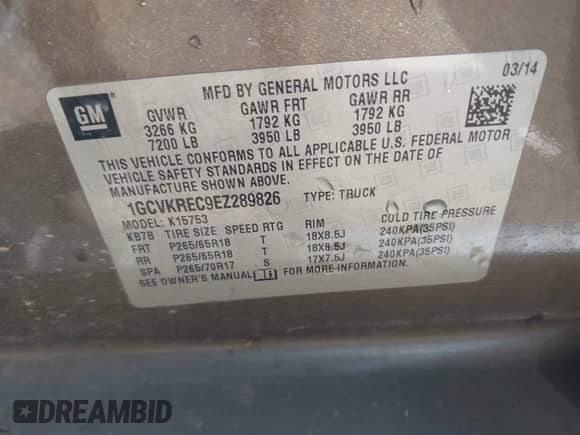 MFD BY GENERAL MOTORS LLC 03/14
GM
GVWR GAWR FRT GAWR RR
3266 KG 1792 KG 1792 KG
7200 LB 3950 LB 3950 LB
THIS VEHICLE CONFORMS TO ALL APPLICABLE U.S. FEDERAL MOTOR
VEHICLE SAFETY STANDARDS IN EFFECT ON THE DATE OF
MANUFACTURE SHOWN ABOVE.
1GCVKREC9EZ289826 TYPE: TRUCK
MODEL: K15753
KB7B TIRE SIZE SPEED RTG RIM COLD TIRE PRESSURE
FRT P265/65R18 T 18X8.5J 240KPA(35PSI)
RR P265/65R18 T 18X8.5J 240KPA(35PSI)
SPA P265/70R17 S 17X7.5J 240KPA(35PSI)
SEE OWNER'S MANUAL FOR MORE INFORMATION.
DREAMBID